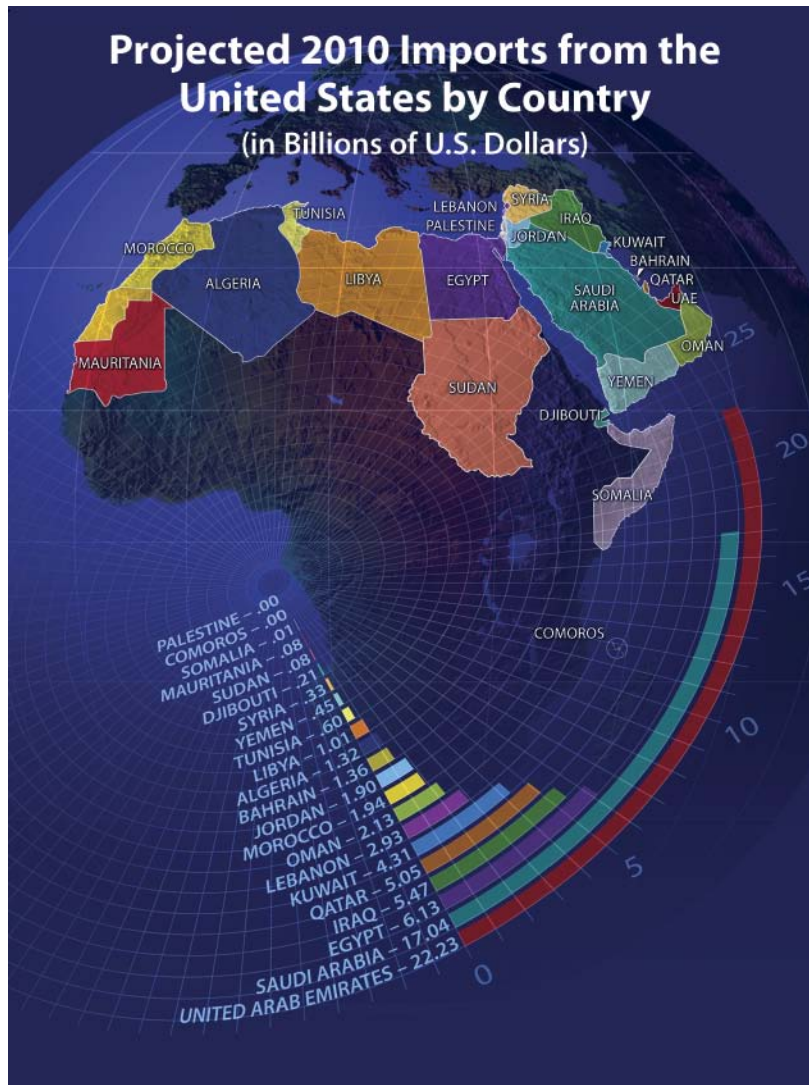 Projected 2010 Imports from the
United States by Country
(in Billions of U.S. Dollars)
TUNISIA
LEBANON
SYRIA
PALESTINE
IRAQ
JORDAN
MOROCCO
KUWAIT
BAHRAIN
ALGERIA
LIBYA
EGYPT
SAUDI
ARABIA
QATAR
UAE
OMAN
MAURITANIA
SUDAN
YEMEN
DJIBOUTI
SOMALIA
COMOROS
25
20
15
10
5
0
PALESTINE – .00
COMOROS – .00
SOMALIA – .01
MAURITANIA – .08
SUDAN – .08
DJIBOUTI – .21
SYRIA – .33
YEMEN – .45
TUNISIA – .60
LIBYA – 1.01
ALGERIA – 1.32
BAHRAIN – 1.36
JORDAN – 1.90
MOROCCO – 1.94
OMAN – 2.13
LEBANON – 2.93
KUWAIT – 4.31
QATAR – 5.05
IRAQ – 5.47
EGYPT – 6.13
SAUDI ARABIA – 17.04
UNITED ARAB EMIRATES – 22.23